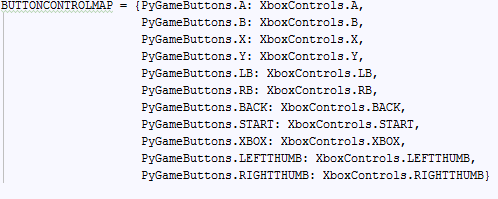 BUTTONCONTROLMAP = {PyGameButtons.A: XboxControls.A,
PyGameButtons.B: XboxControls.B,
PyGameButtons.X: XboxControls.X,
PyGameButtons.Y: XboxControls.Y,
PyGameButtons.LB: XboxControls.LB,
PyGameButtons.RB: XboxControls.RB,
PyGameButtons.BACK: XboxControls.BACK,
PyGameButtons.START: XboxControls.START,
PyGameButtons.XBOX: XboxControls.XBOX,
PyGameButtons.LEFTTHUMB: XboxControls.LEFTTHUMB,
PyGameButtons.RIGHTTHUMB: XboxControls.RIGHTTHUMB}